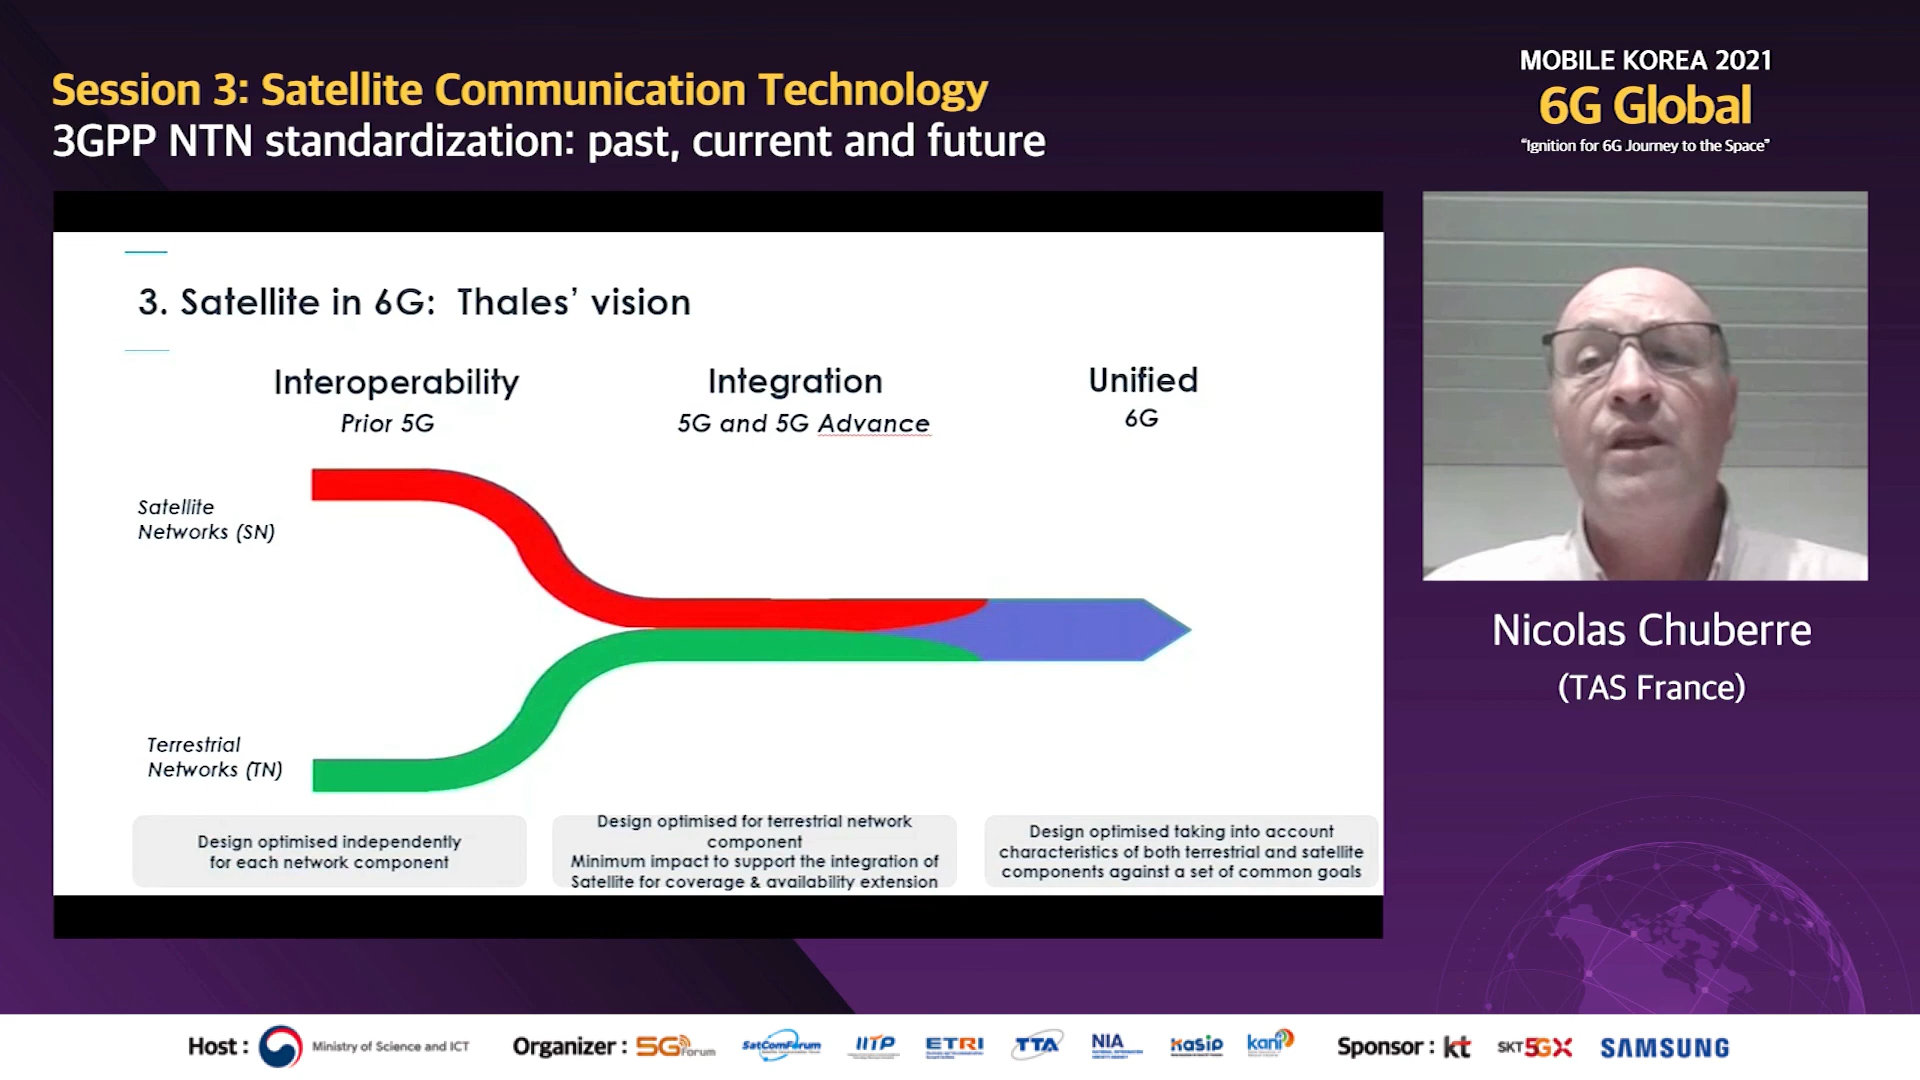 Session 3: Satellite Communication Technology
3GPP NTN standardization: past, current and future
MOBILE KOREA 2021
6G Global
“Ignition for 6G Journey to the Space”
3. Satellite in 6G: Thales’ vision
Interoperability
Prior 5G
Integration
5G and 5G Advance
Unified
6G
Satellite
Networks (SN)
Terrestrial
Networks (TN)
Design optimised independently
for each network component
Design optimised for terrestrial network
component
Minimum impact to support the integration of
Satellite for coverage & availability extension
Design optimised taking into account
characteristics of both terrestrial and satellite
components against a set of common goals
Nicolas Chuberre
(TAS France)
Host : Ministry of Science and ICT
Organizer : 5G Forum SatComForum IITP ETRI TTA NIA kasip kani
Sponsor : kt SKT 5GX SAMSUNG